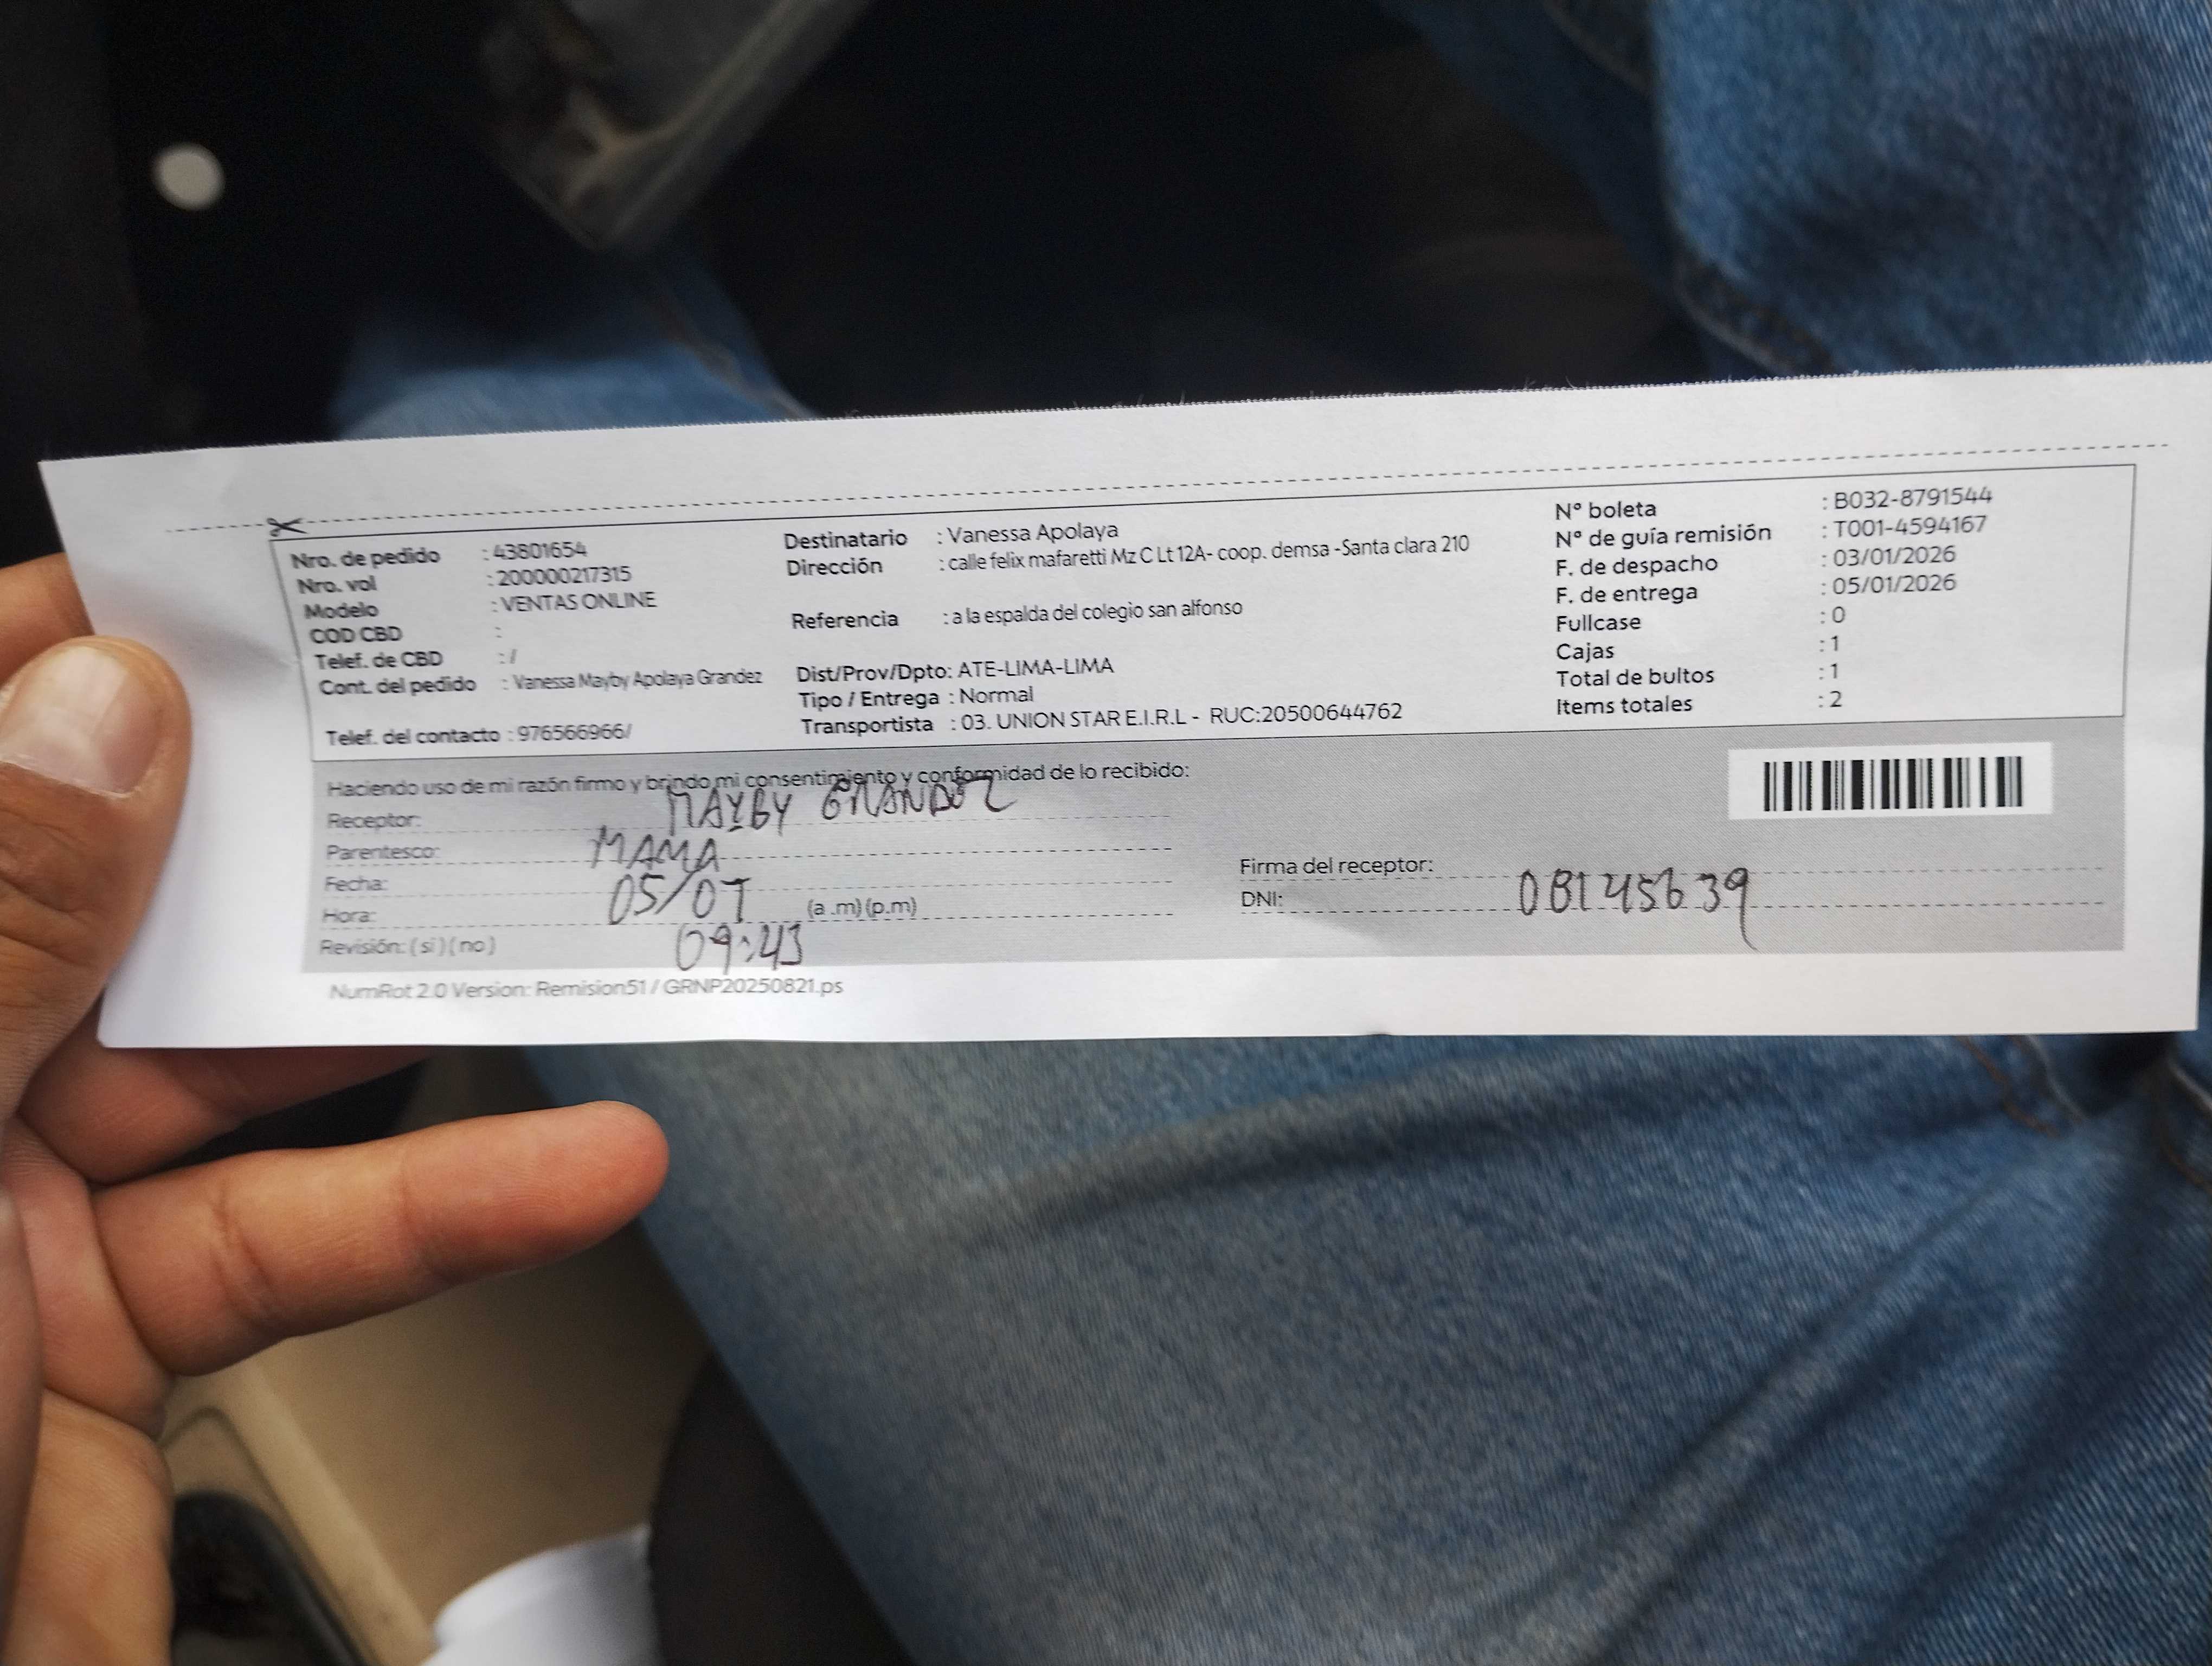 Nro. de pedido : 43801654
Nro. vol : 200000217315
Modelo : VENTAS ONLINE
COD CBD :
Telef. de CBD : /
Cont. del pedido : Vanessa Mayby Apolaya Grandez
Telef. del contacto : 976566966/
Destinatario : Vanessa Apolaya
Dirección : calle felix mafaretti Mz C Lt 12A- coop. demsa -Santa clara 210
Referencia : a la espalda del colegio san alfonso
Dist/Prov/Dpto: ATE-LIMA-LIMA
Tipo / Entrega : Normal
Transportista : 03. UNION STAR E.I.R.L - RUC:20500644762
N° boleta : B032-8791544
N° de guía remisión : T001-4594167
F. de despacho : 03/01/2026
F. de entrega : 05/01/2026
Fullcase : 0
Cajas : 1
Total de bultos : 1
Items totales : 2
Haciendo uso de mi razón firmo y brindo mi consentimiento y conformidad de lo recibido:
Receptor: MAYBY GRANDEZ
Parentesco: MAMA
Fecha: 05/01
Hora: (a .m) (p.m)
09:43
Revisión: ( si ) ( no )
Firma del receptor:
DNI: 08145639
NumRot 2.0 Version: Remision51 / GRNP20250821.ps